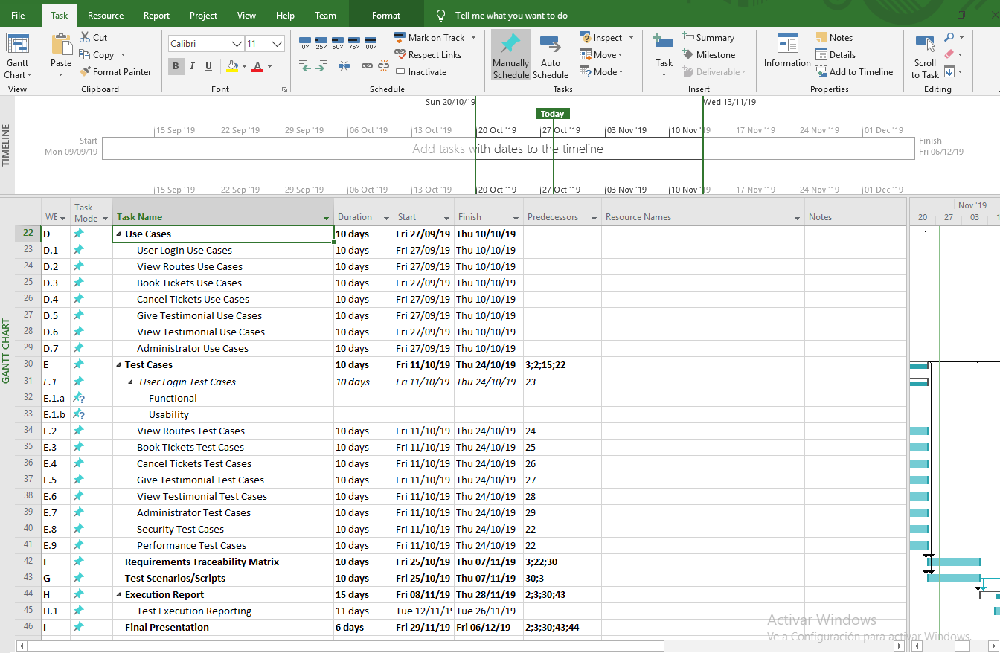 File Task Resource Report Project View Help Team Format Tell me what you want to do
Gantt Chart
View
Paste
Cut
Copy
Format Painter
Clipboard
Calibri 11
B I U A
Font
0% 25% 50% 75% 100%
Mark on Track
Respect Links
Inactivate
Schedule
Manually Schedule
Auto Schedule
Inspect
Move
Mode
Tasks
Task
Summary
Milestone
Deliverable
Insert
Information
Notes
Details
Add to Timeline
Properties
Scroll to Task
Editing
TIMELINE
Sun 20/10/19 Wed 13/11/19
Today
15 Sep '19 22 Sep '19 29 Sep '19 06 Oct '19 13 Oct '19 20 Oct '19 27 Oct '19 03 Nov '19 10 Nov '19 17 Nov '19 24 Nov '19 01 Dec '19
Start
Mon 09/09/19
Add tasks with dates to the timeline
Finish
Fri 06/12/19
15 Sep '19 22 Sep '19 29 Sep '19 06 Oct '19 13 Oct '19 20 Oct '19 27 Oct '19 03 Nov '19 10 Nov '19 17 Nov '19 24 Nov '19 01 Dec '19
GANTT CHART
WE Task Mode Task Name Duration Start Finish Predecessors Resource Names Notes
Nov '19
20 27 03 1
22 D Use Cases 10 days Fri 27/09/19 Thu 10/10/19
23 D.1 User Login Use Cases 10 days Fri 27/09/19 Thu 10/10/19
24 D.2 View Routes Use Cases 10 days Fri 27/09/19 Thu 10/10/19
25 D.3 Book Tickets Use Cases 10 days Fri 27/09/19 Thu 10/10/19
26 D.4 Cancel Tickets Use Cases 10 days Fri 27/09/19 Thu 10/10/19
27 D.5 Give Testimonial Use Cases 10 days Fri 27/09/19 Thu 10/10/19
28 D.6 View Testimonial Use Cases 10 days Fri 27/09/19 Thu 10/10/19
29 D.7 Administrator Use Cases 10 days Fri 27/09/19 Thu 10/10/19
30 E Test Cases 10 days Fri 11/10/19 Thu 24/10/19 3;2;15;22
31 E.1 User Login Test Cases 10 days Fri 11/10/19 Thu 24/10/19 23
32 E.1.a ? Functional
33 E.1.b ? Usability
34 E.2 View Routes Test Cases 10 days Fri 11/10/19 Thu 24/10/19 24
35 E.3 Book Tickets Test Cases 10 days Fri 11/10/19 Thu 24/10/19 25
36 E.4 Cancel Tickets Test Cases 10 days Fri 11/10/19 Thu 24/10/19 26
37 E.5 Give Testimonial Test Cases 10 days Fri 11/10/19 Thu 24/10/19 27
38 E.6 View Testimonial Test Cases 10 days Fri 11/10/19 Thu 24/10/19 28
39 E.7 Administrator Test Cases 10 days Fri 11/10/19 Thu 24/10/19 29
40 E.8 Security Test Cases 10 days Fri 11/10/19 Thu 24/10/19 22
41 E.9 Performance Test Cases 10 days Fri 11/10/19 Thu 24/10/19 22
42 F Requirements Traceability Matrix 10 days Fri 25/10/19 Thu 07/11/19 3;22;30
43 G Test Scenarios/Scripts 10 days Fri 25/10/19 Thu 07/11/19 30;3
44 H Execution Report 15 days Fri 08/11/19 Thu 28/11/19 2;3;30;43
45 H.1 Test Execution Reporting 11 days Tue 12/11/19 Tue 26/11/19
46 I Final Presentation 6 days Fri 29/11/19 Fri 06/12/19 2;3;30;43;44
Activar Windows
Ve a Configuración para activar Windows.